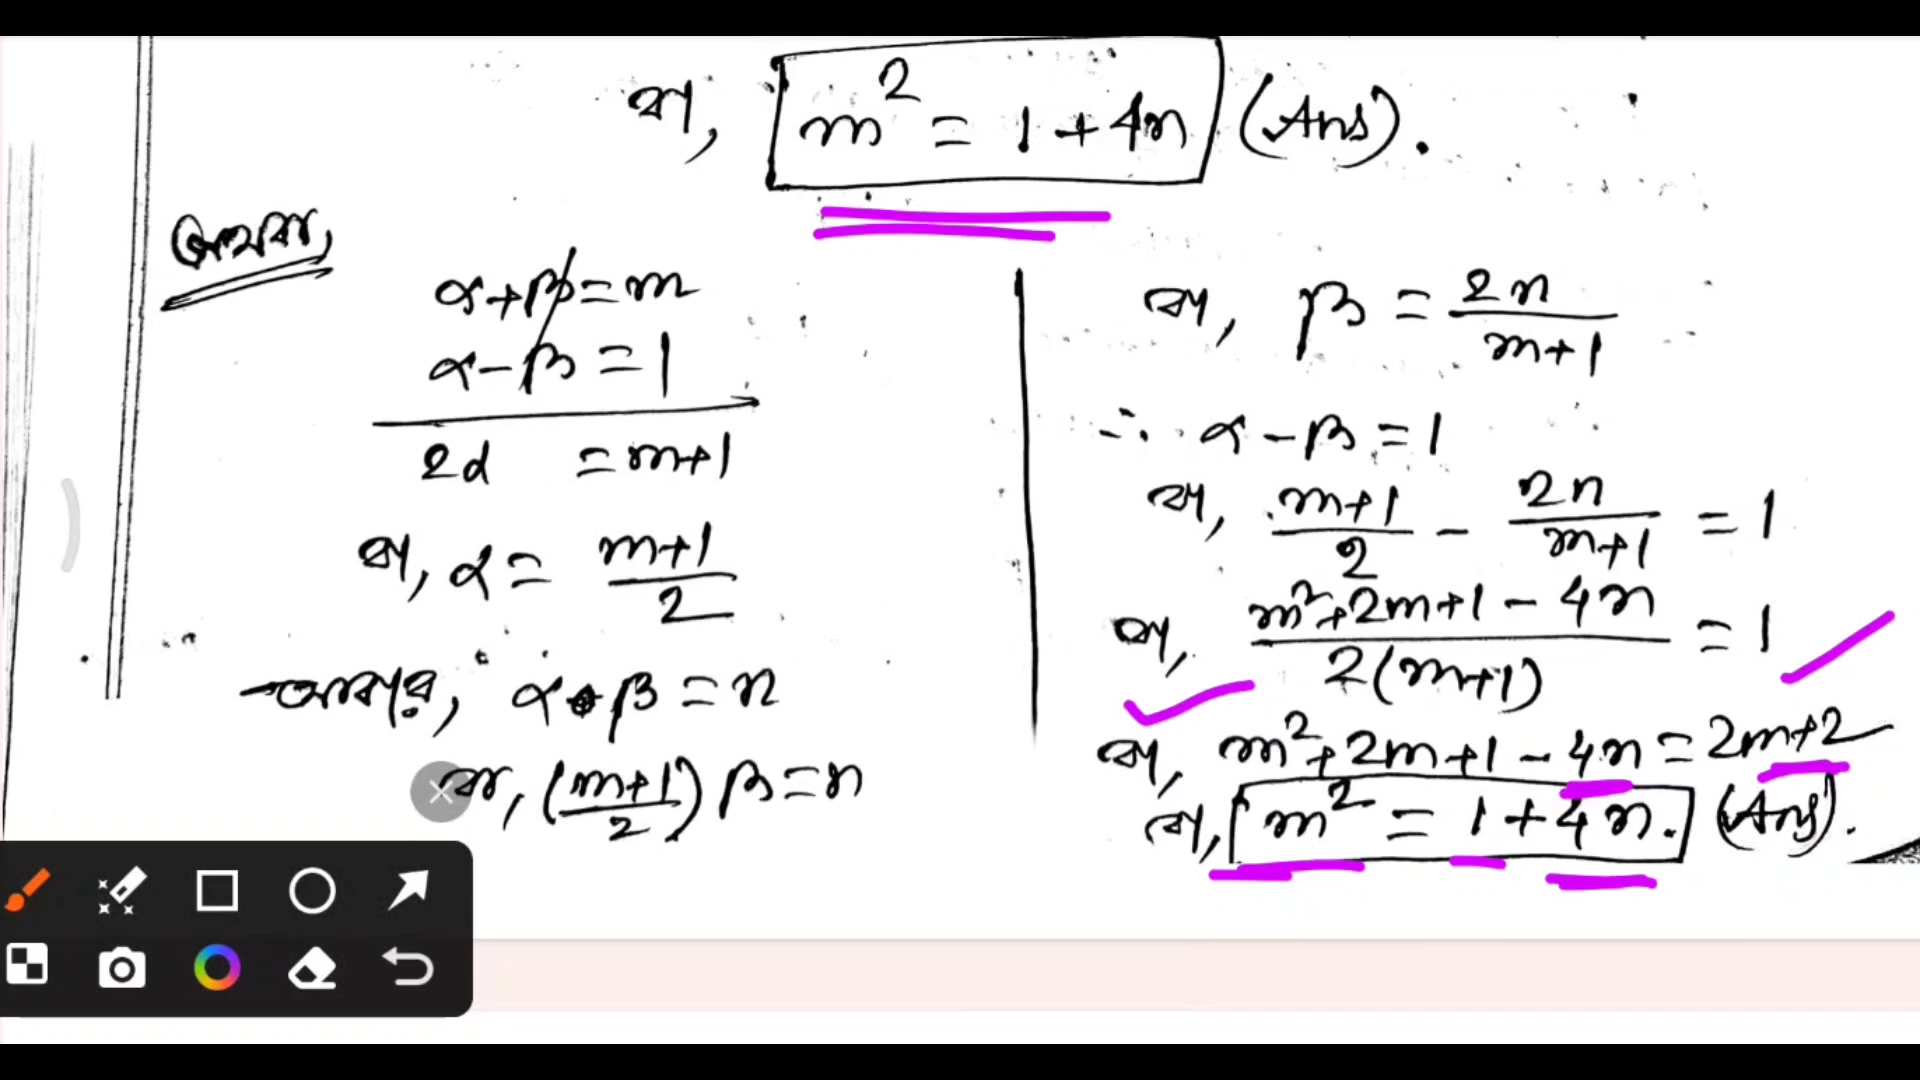 বা, m² = 1 + 4n (Ans).
অথবা,
α+β=m
α-β=1
2α =m+1
বা, α= (m+1)/2
আবার, α•β=n
বা, ((m+1)/2) β=n
বা, β = 2n/(m+1)
∴ α-β=1
বা, (m+1)/2 - 2n/(m+1) = 1
বা, (m²+2m+1-4n)/(2(m+1)) = 1
বা, m²+2m+1-4n=2m+2
বা, m² = 1+4n. (Ans).